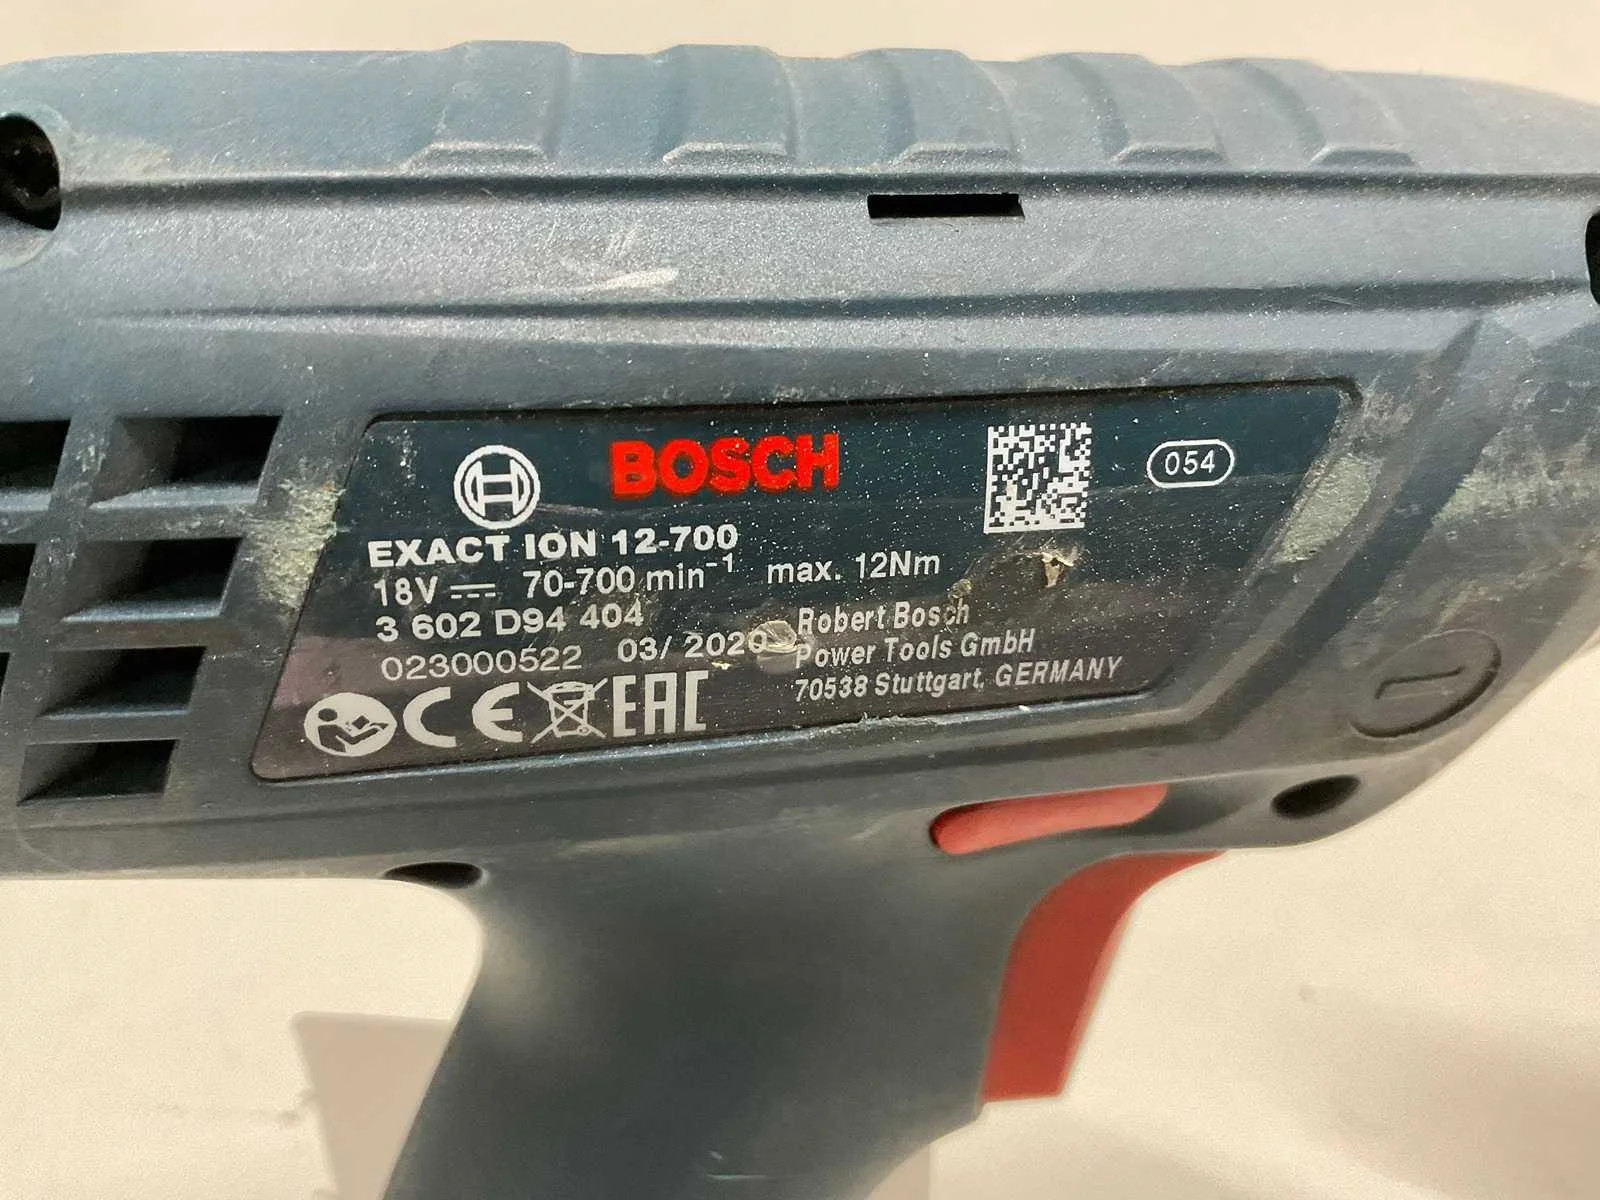 BOSCH
054
EXACT ION 12-700
18V ⎓ 70-700 min⁻¹ max. 12Nm
3 602 D94 404
023000522 03/ 2020
Robert Bosch
Power Tools GmbH
70538 Stuttgart, GERMANY
CE EAC